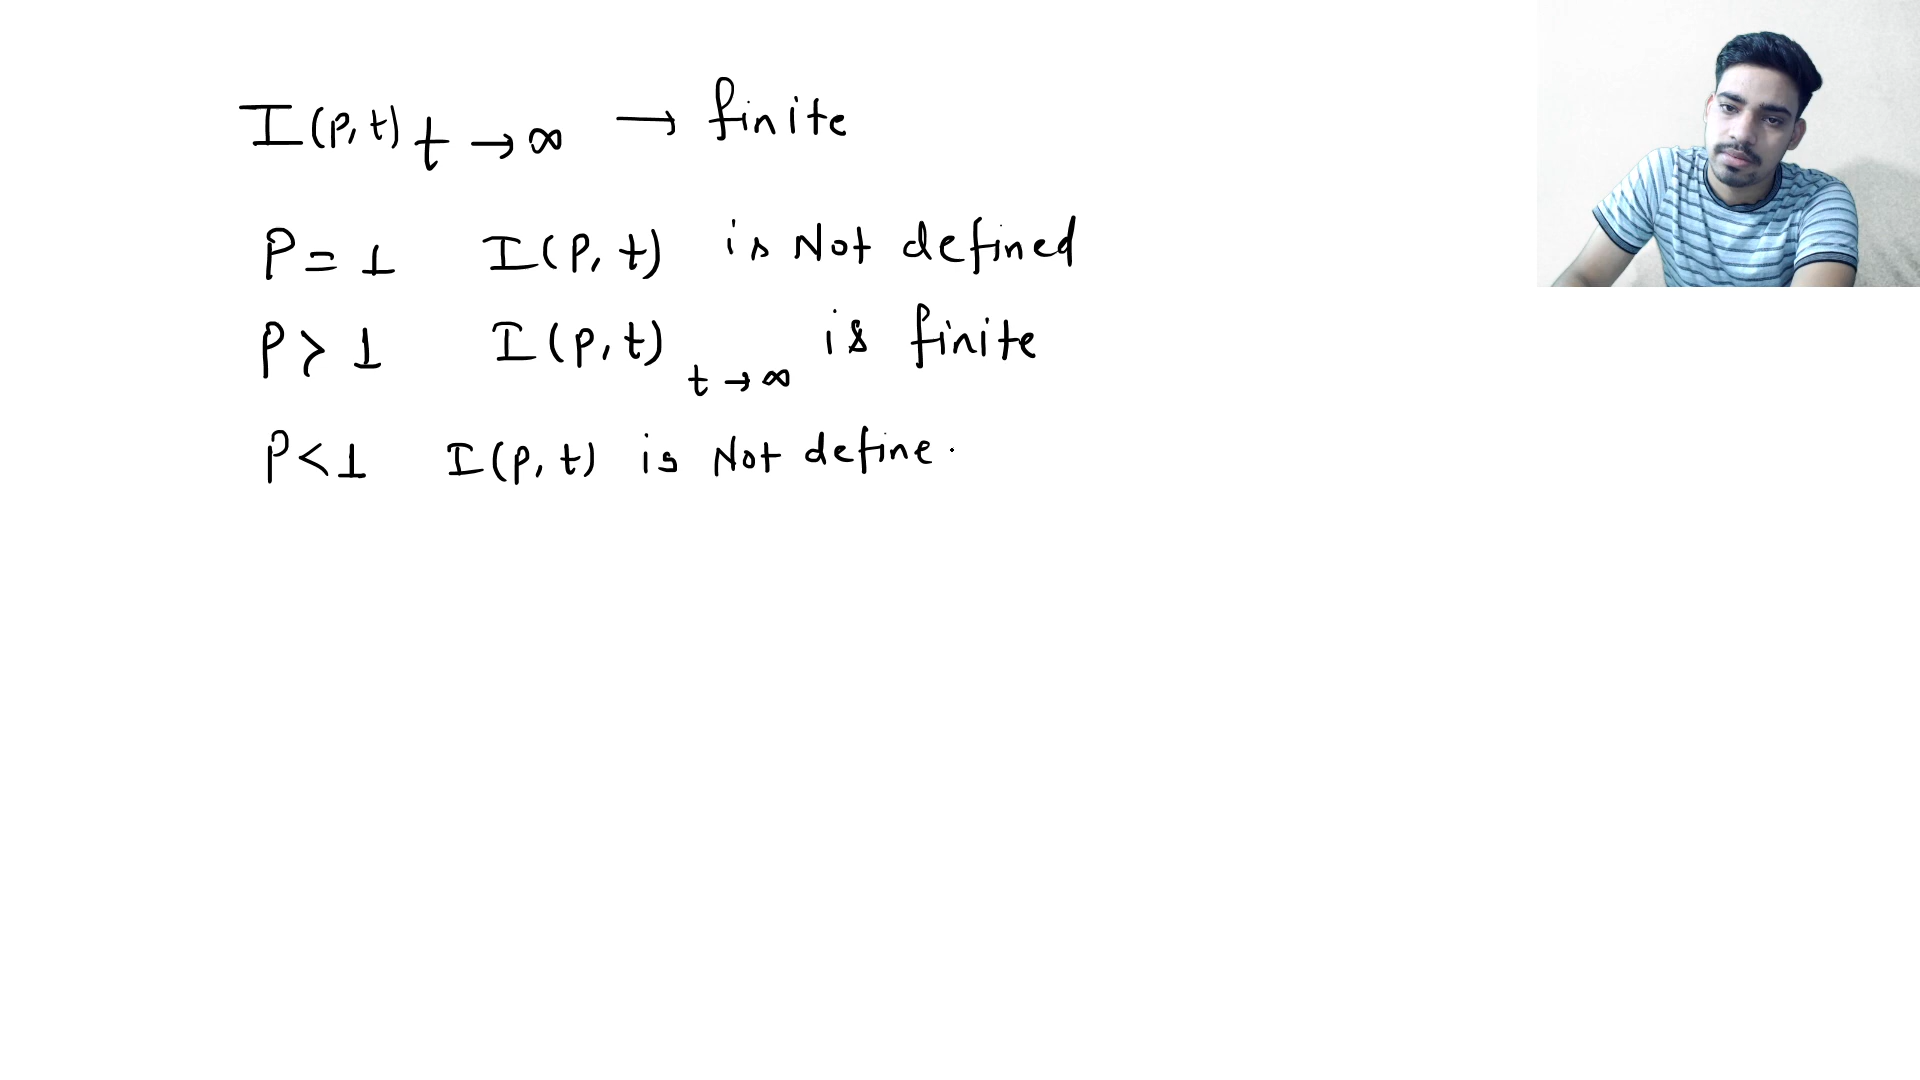 I(P,t) t → ∞ → finite
P = 1 I(P,t) is Not defined
P > 1 I(P,t) t → ∞ is finite
P < 1 I(P,t) is Not define.